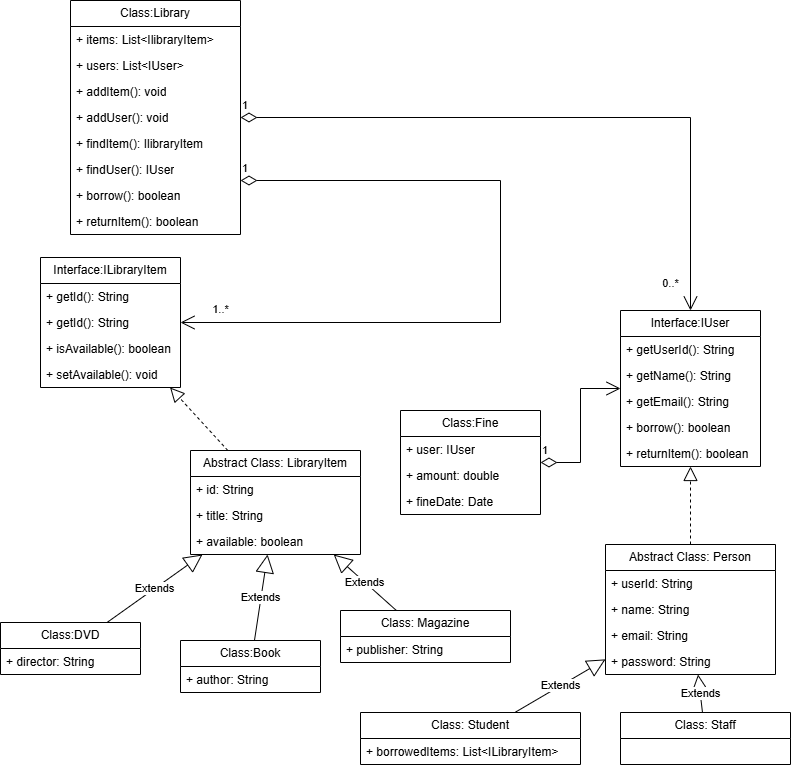 Class:Library
+ items: List<IlibraryItem>
+ users: List<IUser>
+ addItem(): void
+ addUser(): void
+ findItem(): IlibraryItem
+ findUser(): IUser
+ borrow(): boolean
+ returnItem(): boolean
1
1
0..*
1..*
Interface:ILibraryItem
+ getId(): String
+ getId(): String
+ isAvailable(): boolean
+ setAvailable(): void
Interface:IUser
+ getUserId(): String
+ getName(): String
+ getEmail(): String
+ borrow(): boolean
+ returnItem(): boolean
Class:Fine
+ user: IUser
+ amount: double
+ fineDate: Date
1
Abstract Class: LibraryItem
+ id: String
+ title: String
+ available: boolean
Abstract Class: Person
+ userId: String
+ name: String
+ email: String
+ password: String
Extends
Extends
Extends
Class:DVD
+ director: String
Class:Book
+ author: String
Class: Magazine
+ publisher: String
Extends
Extends
Class: Student
+ borrowedItems: List<ILibraryItem>
Class: Staff